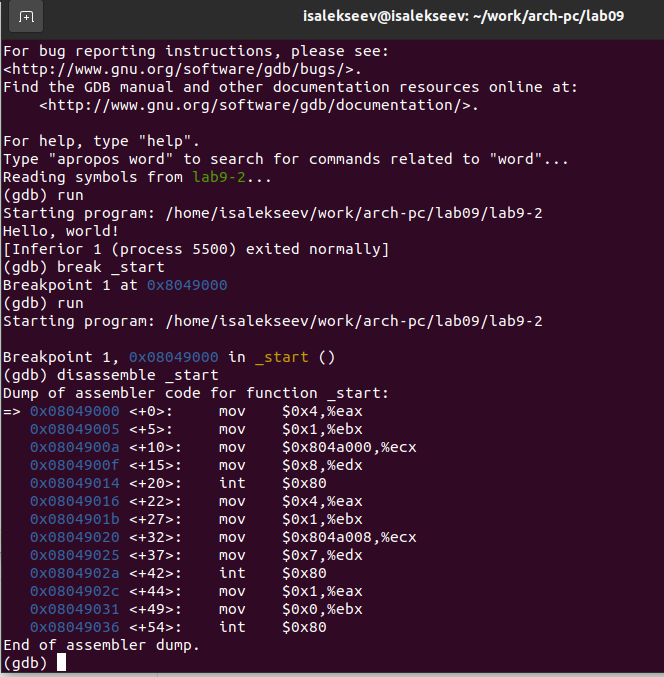 isalekseev@isalekseev: ~/work/arch-pc/lab09
For bug reporting instructions, please see:
<http://www.gnu.org/software/gdb/bugs/>.
Find the GDB manual and other documentation resources online at:
    <http://www.gnu.org/software/gdb/documentation/>.

For help, type "help".
Type "apropos word" to search for commands related to "word"...
Reading symbols from lab9-2...
(gdb) run
Starting program: /home/isalekseev/work/arch-pc/lab09/lab9-2
Hello, world!
[Inferior 1 (process 5500) exited normally]
(gdb) break _start
Breakpoint 1 at 0x8049000
(gdb) run
Starting program: /home/isalekseev/work/arch-pc/lab09/lab9-2

Breakpoint 1, 0x08049000 in _start ()
(gdb) disassemble _start
Dump of assembler code for function _start:
=> 0x08049000 <+0>:     mov    $0x4,%eax
   0x08049005 <+5>:     mov    $0x1,%ebx
   0x0804900a <+10>:    mov    $0x804a000,%ecx
   0x0804900f <+15>:    mov    $0x8,%edx
   0x08049014 <+20>:    int    $0x80
   0x08049016 <+22>:    mov    $0x4,%eax
   0x0804901b <+27>:    mov    $0x1,%ebx
   0x08049020 <+32>:    mov    $0x804a008,%ecx
   0x08049025 <+37>:    mov    $0x7,%edx
   0x0804902a <+42>:    int    $0x80
   0x0804902c <+44>:    mov    $0x1,%eax
   0x08049031 <+49>:    mov    $0x0,%ebx
   0x08049036 <+54>:    int    $0x80
End of assembler dump.
(gdb)